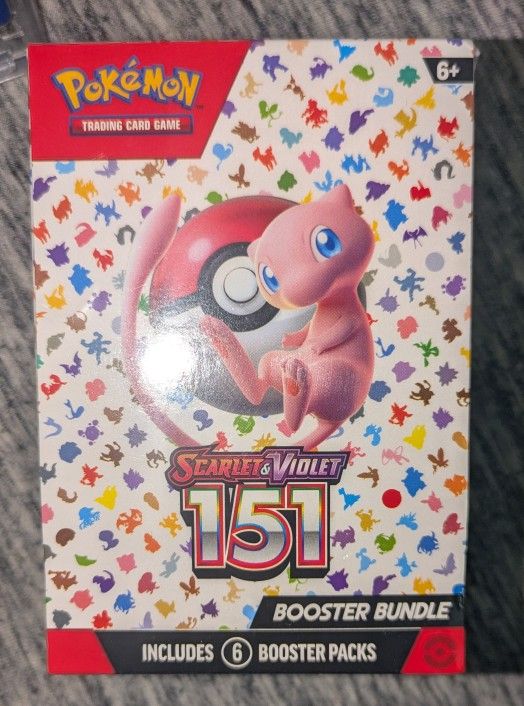 POKéMON
TRADING CARD GAME
6+
SCARLET & VIOLET
151
BOOSTER BUNDLE
INCLUDES 6 BOOSTER PACKS